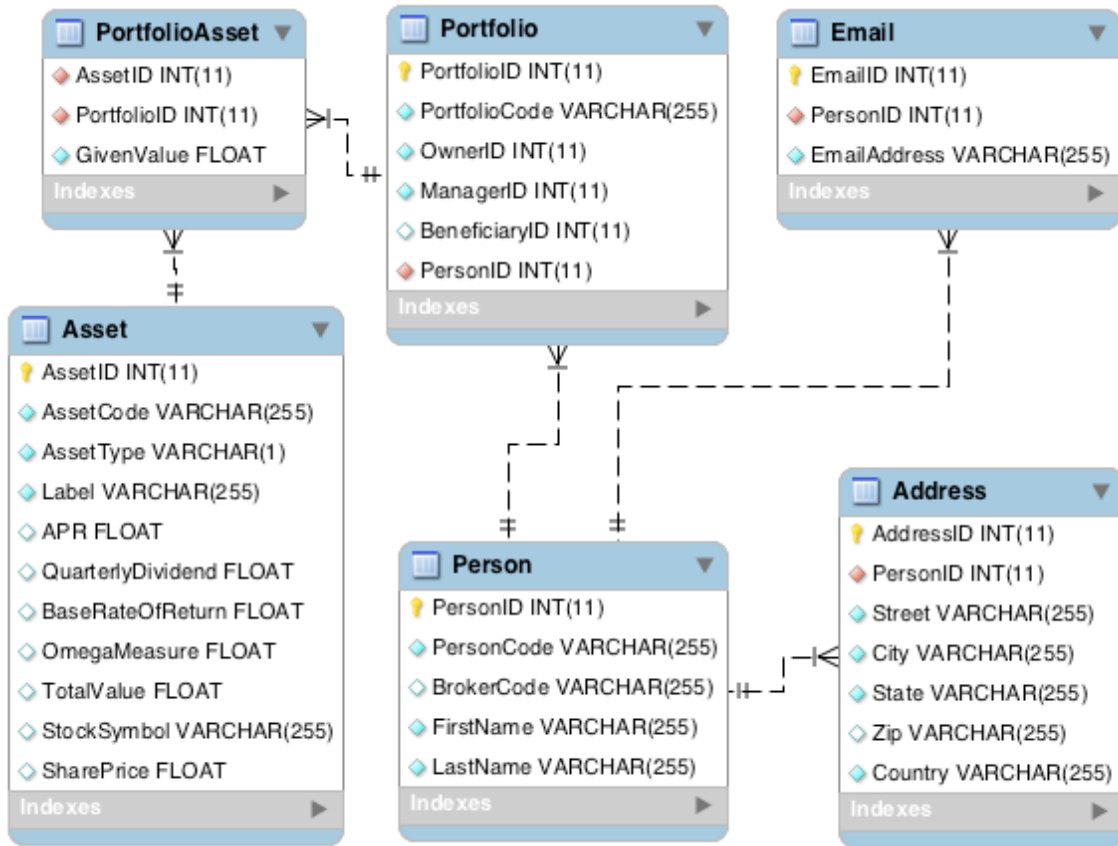 PortfolioAsset
AssetID INT(11)
PortfolioID INT(11)
GivenValue FLOAT
Indexes
Portfolio
PortfolioID INT(11)
PortfolioCode VARCHAR(255)
OwnerID INT(11)
ManagerID INT(11)
BeneficiaryID INT(11)
PersonID INT(11)
Indexes
Email
EmailID INT(11)
PersonID INT(11)
EmailAddress VARCHAR(255)
Indexes
Asset
AssetID INT(11)
AssetCode VARCHAR(255)
AssetType VARCHAR(1)
Label VARCHAR(255)
APR FLOAT
QuarterlyDividend FLOAT
BaseRateOfReturn FLOAT
OmegaMeasure FLOAT
TotalValue FLOAT
StockSymbol VARCHAR(255)
SharePrice FLOAT
Indexes
Person
PersonID INT(11)
PersonCode VARCHAR(255)
BrokerCode VARCHAR(255)
FirstName VARCHAR(255)
LastName VARCHAR(255)
Indexes
Address
AddressID INT(11)
PersonID INT(11)
Street VARCHAR(255)
City VARCHAR(255)
State VARCHAR(255)
Zip VARCHAR(255)
Country VARCHAR(255)
Indexes